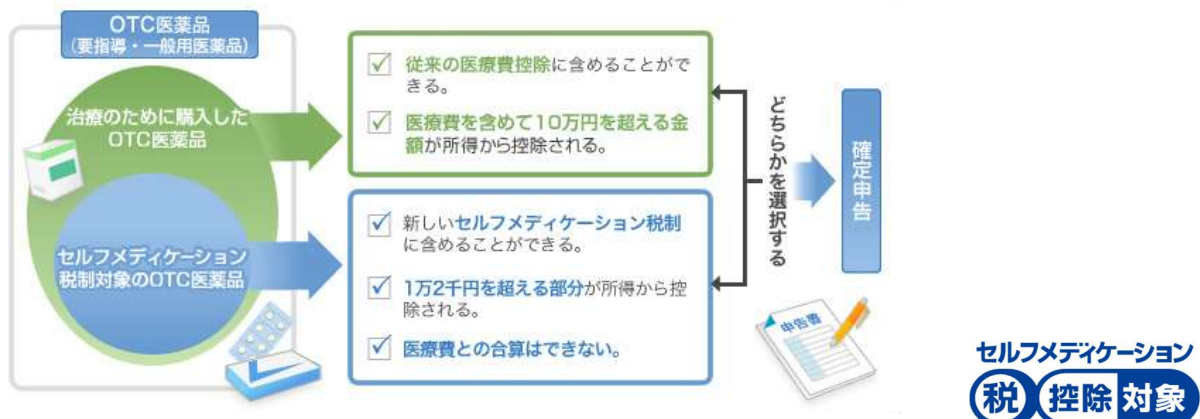 OTC医薬品
(要指導・一般用医薬品)
治療のために購入した
OTC医薬品
セルフメディケーション
税制対象のOTC医薬品
従来の医療費控除に含めることがで
きる。
医療費を含めて10万円を超える金
額が所得から控除される。
新しいセルフメディケーション税制
に含めることができる。
1万2千円を超える部分が所得から控
除される。
医療費との合算はできない。
どちらかを選択する
確定申告
申告書
セルフメディケーション
税 控除 対象